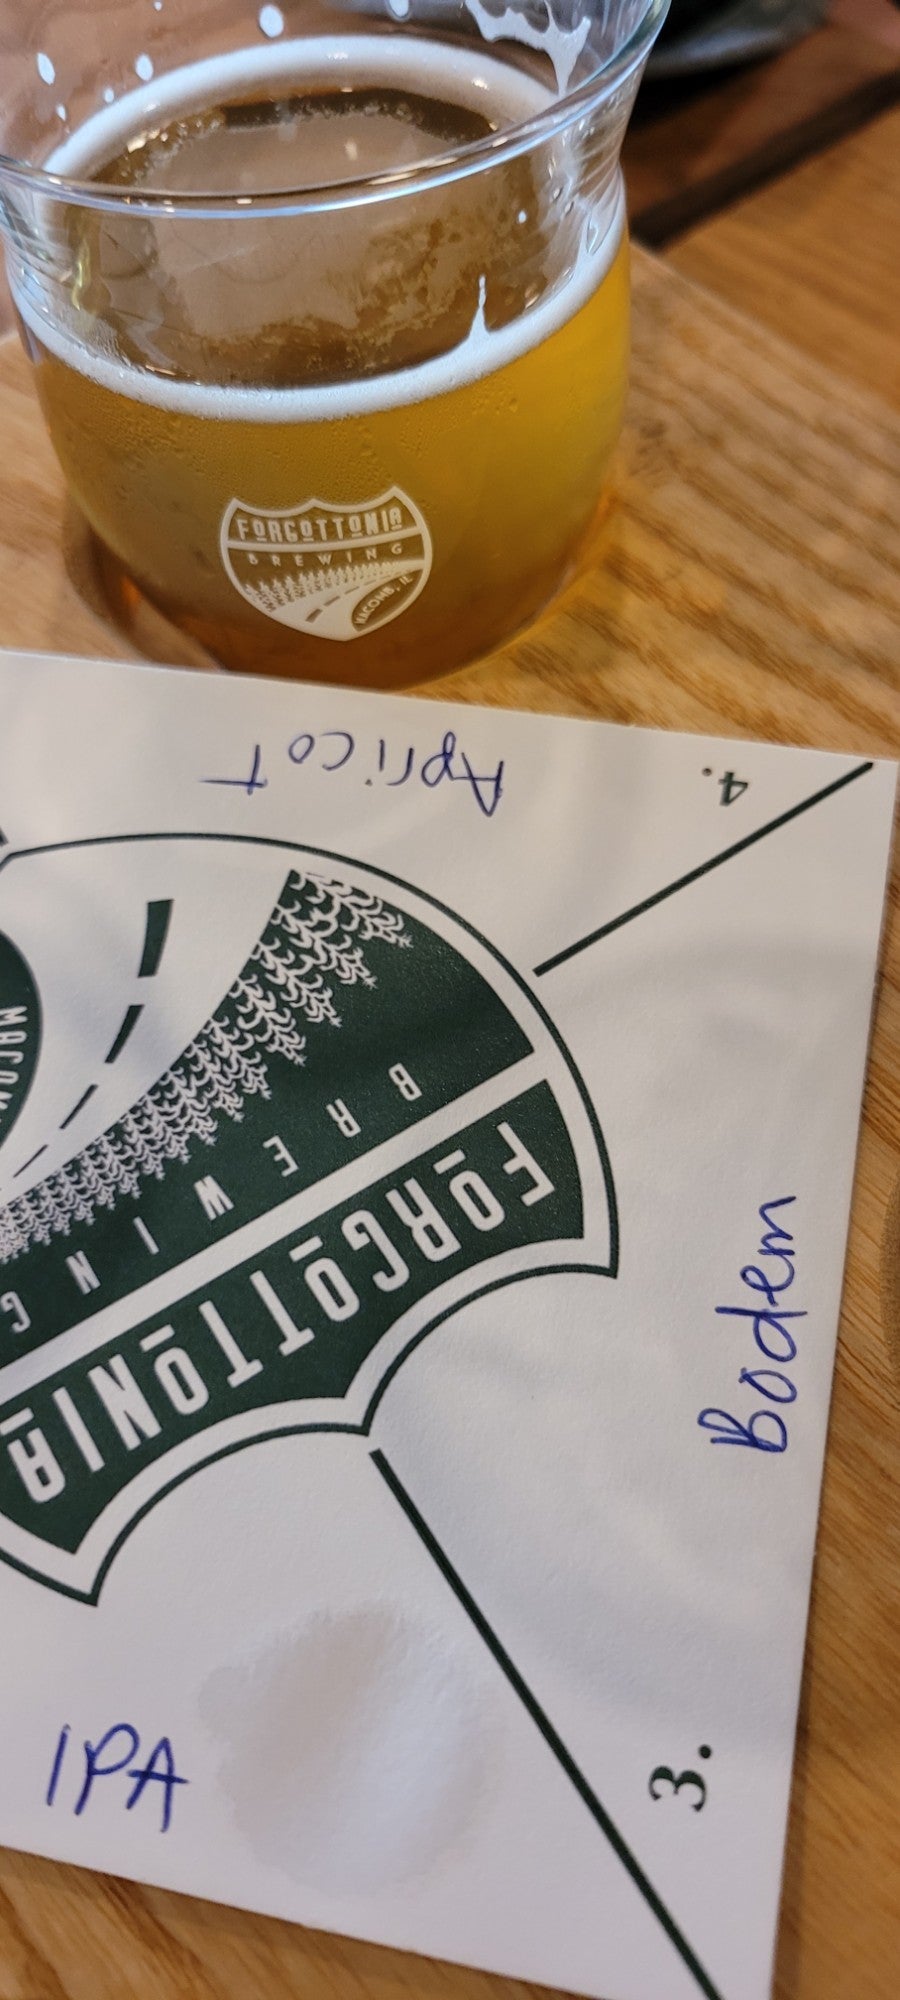 FORGOTTONIA
BREWING
MACOMB, IL
Apricot
4.
BREWING
FORGOTTONIA
Bodem
3.
IPA